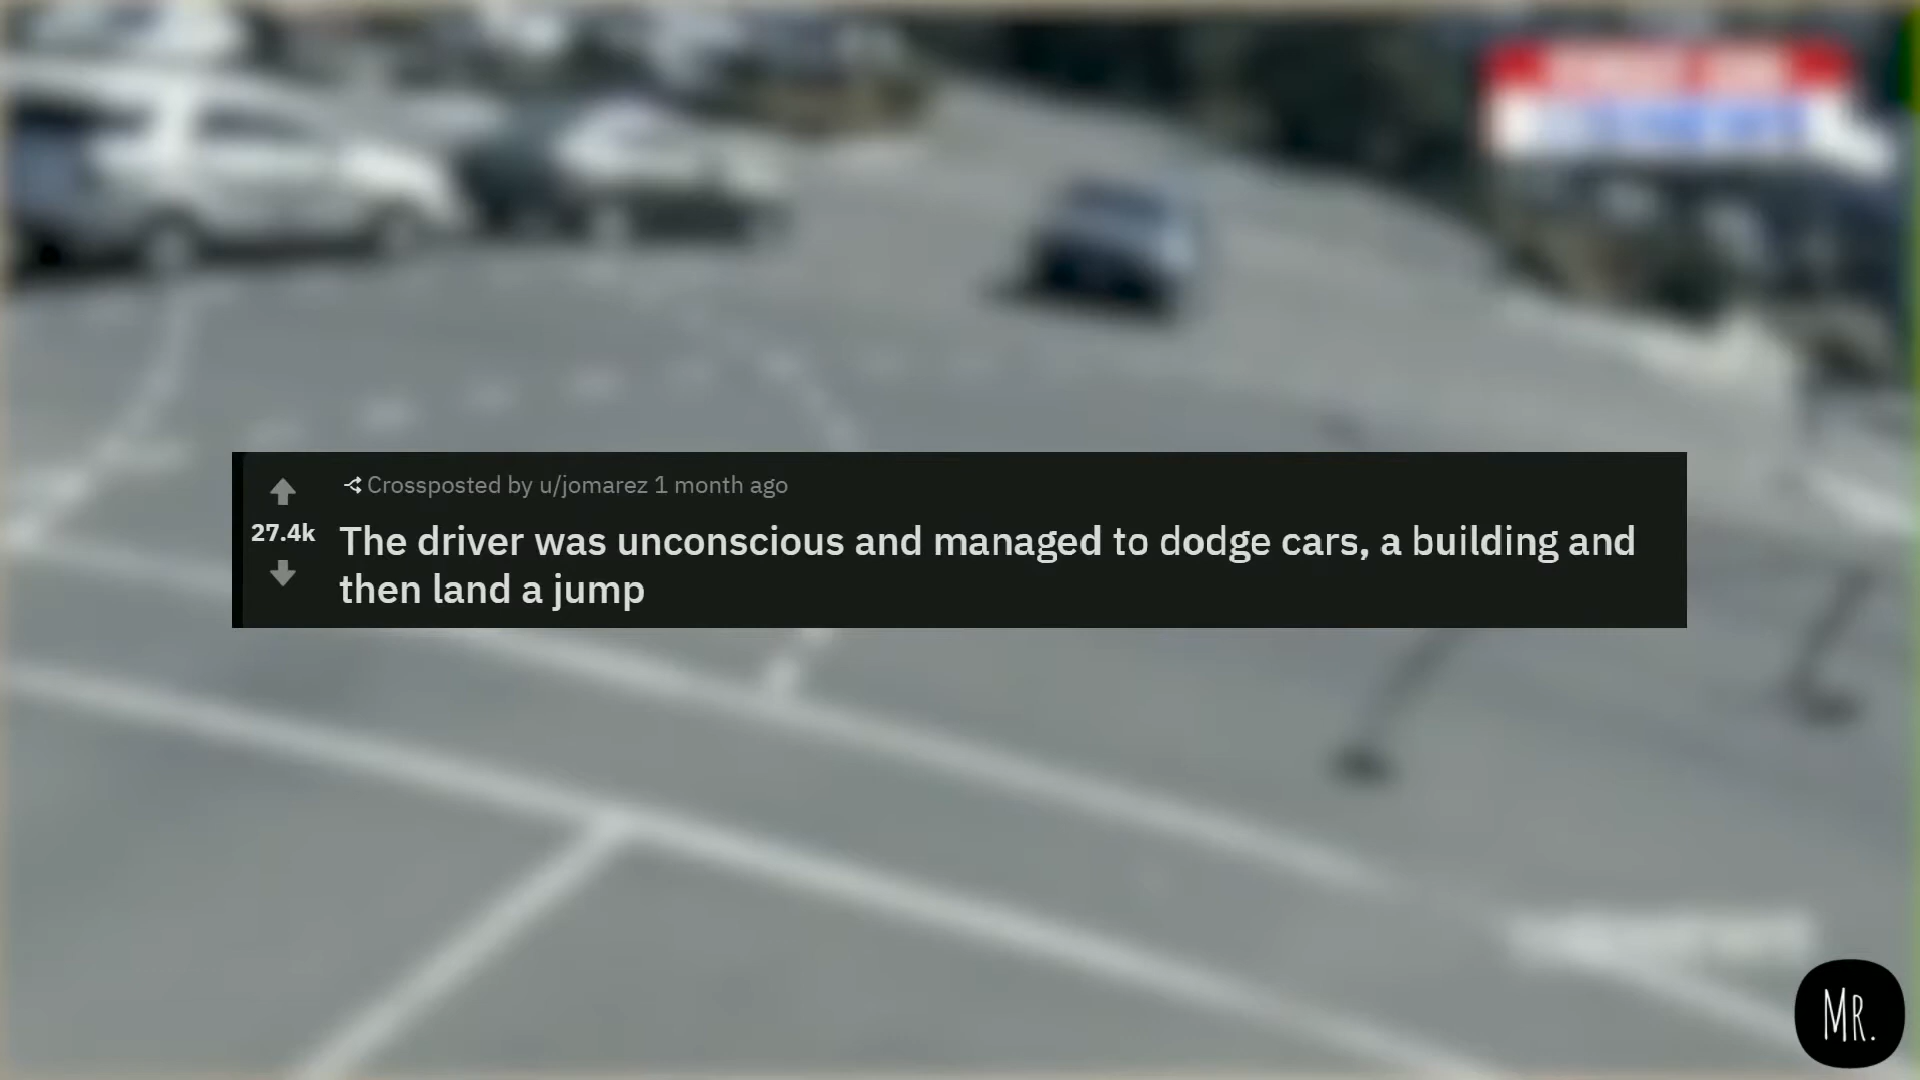 Crossposted by u/jomarez 1 month ago
27.4k
The driver was unconscious and managed to dodge cars, a building and
then land a jump
MR.